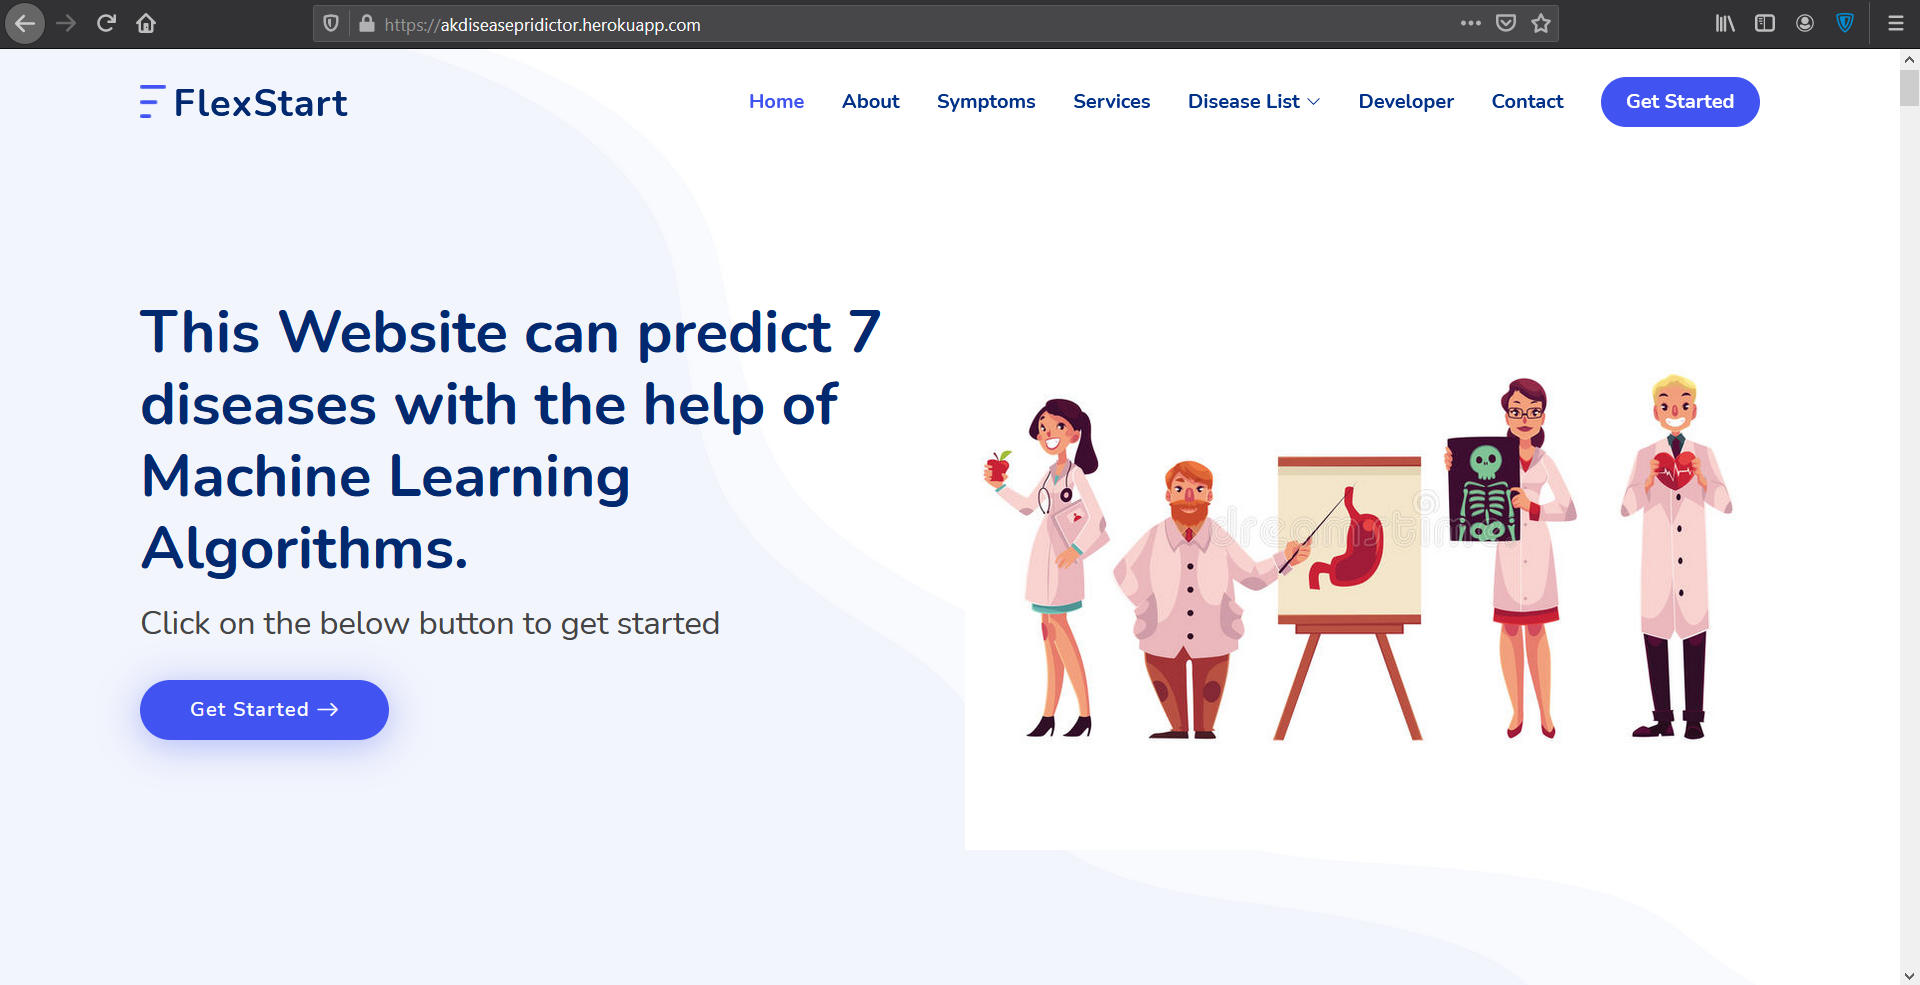 https://akdiseasepridictor.herokuapp.com
FlexStart
Home About Symptoms Services Disease List Developer Contact Get Started
This Website can predict 7
diseases with the help of
Machine Learning
Algorithms.
Click on the below button to get started
Get Started →
dreamstime